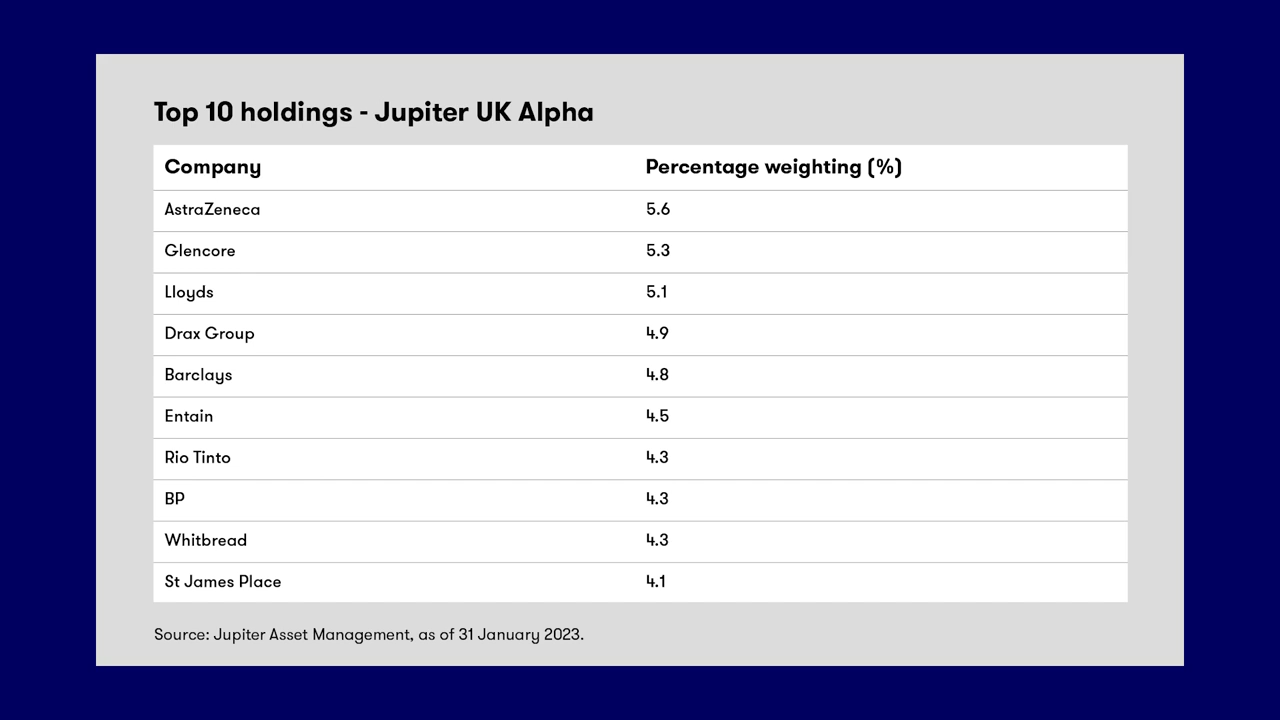 Top 10 holdings - Jupiter UK Alpha
Company Percentage weighting (%)
AstraZeneca 5.6
Glencore 5.3
Lloyds 5.1
Drax Group 4.9
Barclays 4.8
Entain 4.5
Rio Tinto 4.3
BP 4.3
Whitbread 4.3
St James Place 4.1
Source: Jupiter Asset Management, as of 31 January 2023.